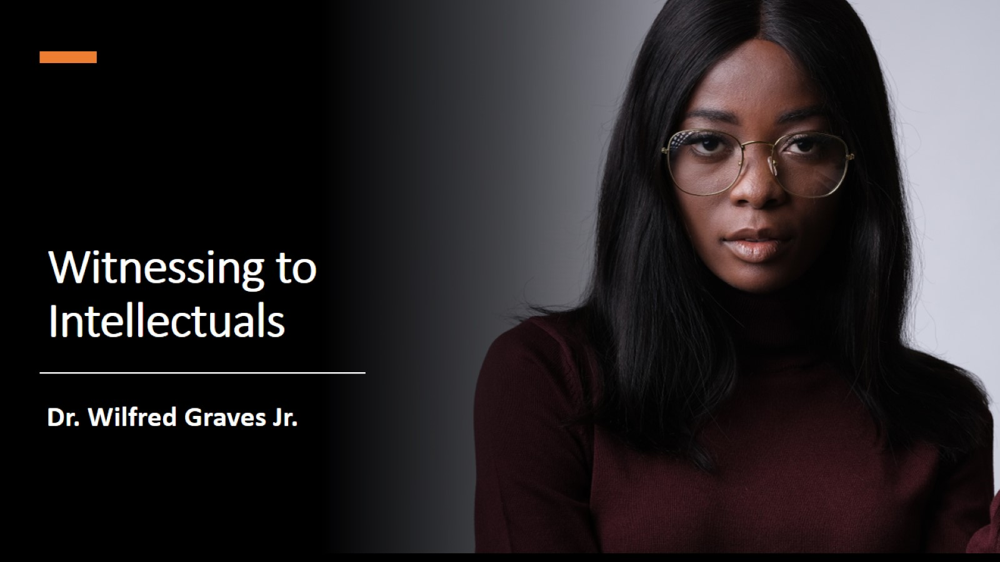 Witnessing to
Intellectuals
Dr. Wilfred Graves Jr.